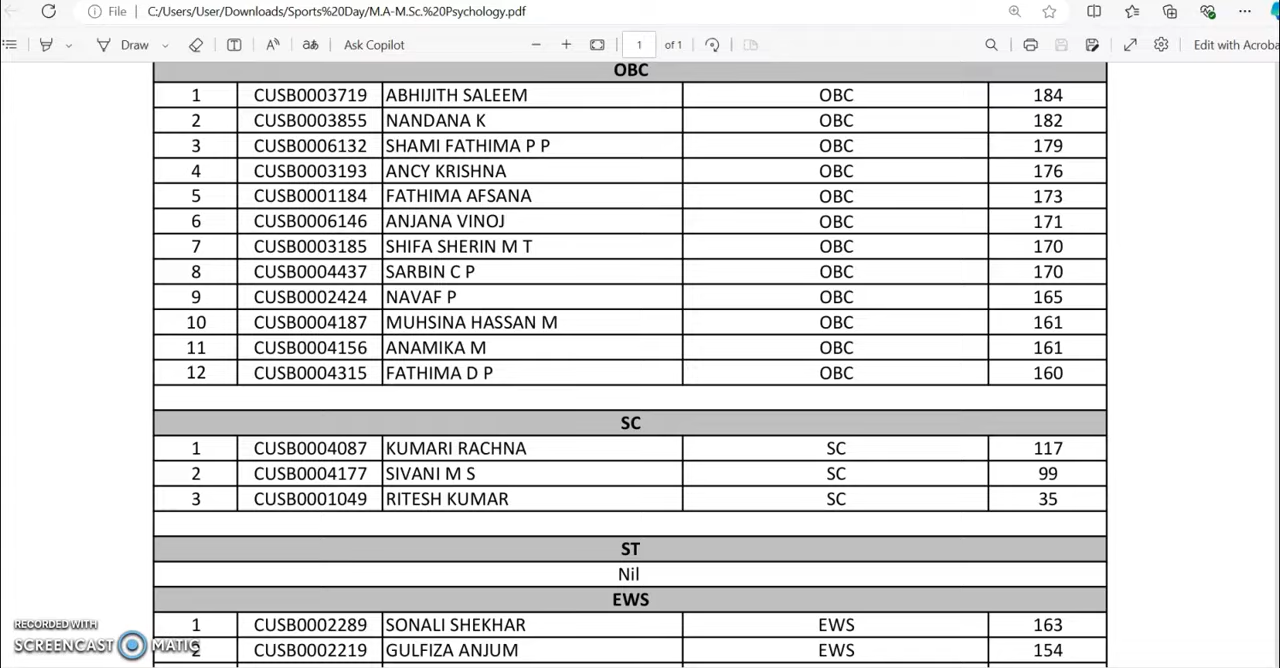 File C:/Users/User/Downloads/Sports%20Day/M.A-M.Sc.%20Psychology.pdf
Draw Ask Copilot 1 of 1 Edit with Acroba
OBC
1 CUSB0003719 ABHIJITH SALEEM OBC 184
2 CUSB0003855 NANDANA K OBC 182
3 CUSB0006132 SHAMI FATHIMA P P OBC 179
4 CUSB0003193 ANCY KRISHNA OBC 176
5 CUSB0001184 FATHIMA AFSANA OBC 173
6 CUSB0006146 ANJANA VINOJ OBC 171
7 CUSB0003185 SHIFA SHERIN M T OBC 170
8 CUSB0004437 SARBIN C P OBC 170
9 CUSB0002424 NAVAF P OBC 165
10 CUSB0004187 MUHSINA HASSAN M OBC 161
11 CUSB0004156 ANAMIKA M OBC 161
12 CUSB0004315 FATHIMA D P OBC 160
SC
1 CUSB0004087 KUMARI RACHNA SC 117
2 CUSB0004177 SIVANI M S SC 99
3 CUSB0001049 RITESH KUMAR SC 35
ST
Nil
EWS
1 CUSB0002289 SONALI SHEKHAR EWS 163
2 CUSB0002219 GULFIZA ANJUM EWS 154
RECORDED WITH
SCREENCAST MATIC